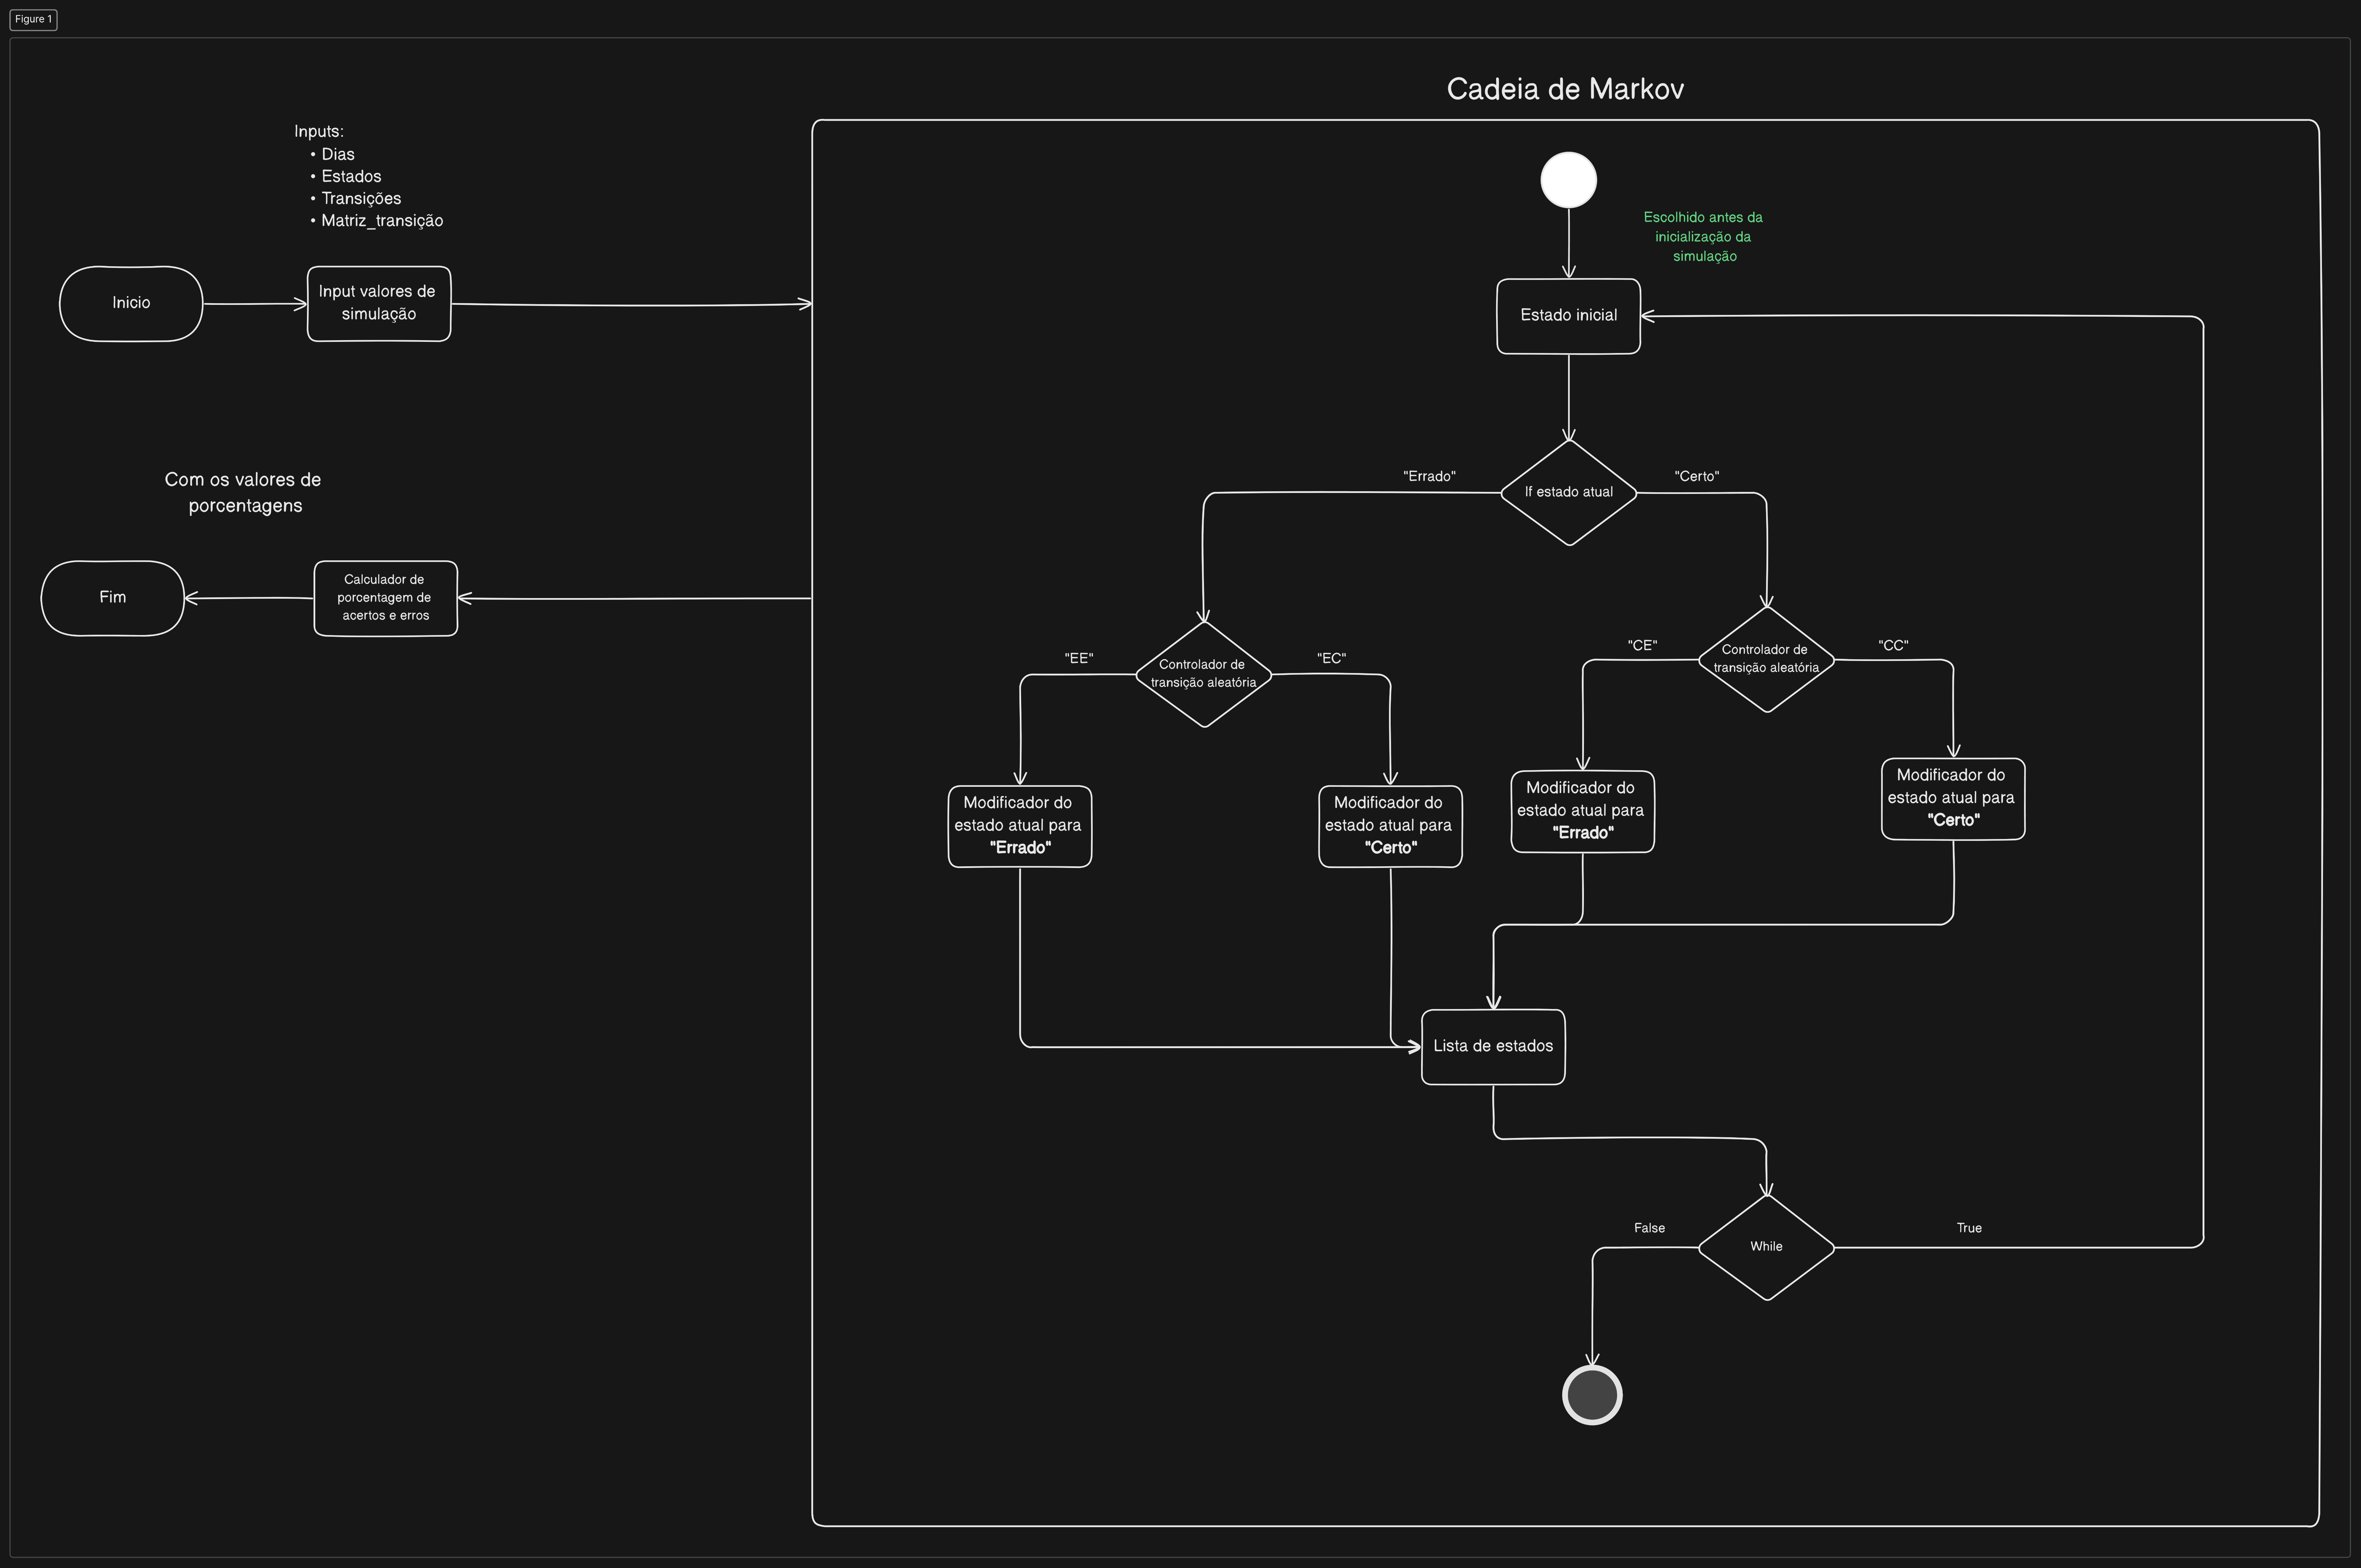 Figure 1
Cadeia de Markov
Inputs:
• Dias
• Estados
• Transições
• Matriz_transição
Escolhido antes da
inicialização da
simulação
Inicio
Input valores de
simulação
Estado inicial
Com os valores de
porcentagens
"Errado"
"Certo"
If estado atual
Fim
Calculador de
porcentagem de
acertos e erros
"EE"
"EC"
Controlador de
transição aleatória
"CE"
"CC"
Controlador de
transição aleatória
Modificador do
estado atual para
"Errado"
Modificador do
estado atual para
"Certo"
Modificador do
estado atual para
"Errado"
Modificador do
estado atual para
"Certo"
Lista de estados
False
True
While